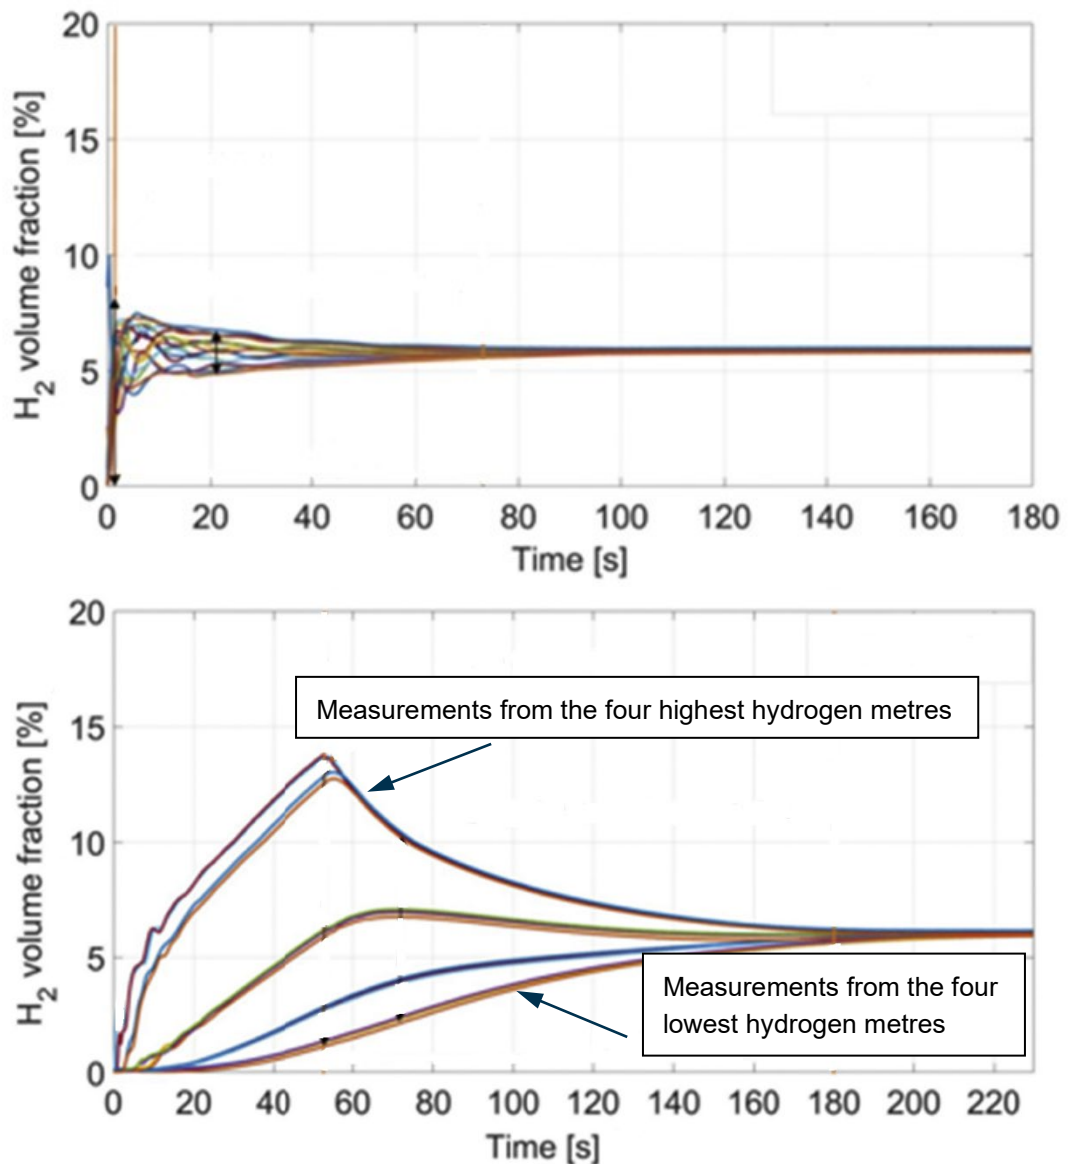 20
15
10
5
0
H2 volume fraction [%]
0 20 40 60 80 100 120 140 160 180
Time [s]
20
15
10
5
0
H2 volume fraction [%]
Measurements from the four highest hydrogen metres
Measurements from the four
lowest hydrogen metres
0 20 40 60 80 100 120 140 160 180 200 220
Time [s]